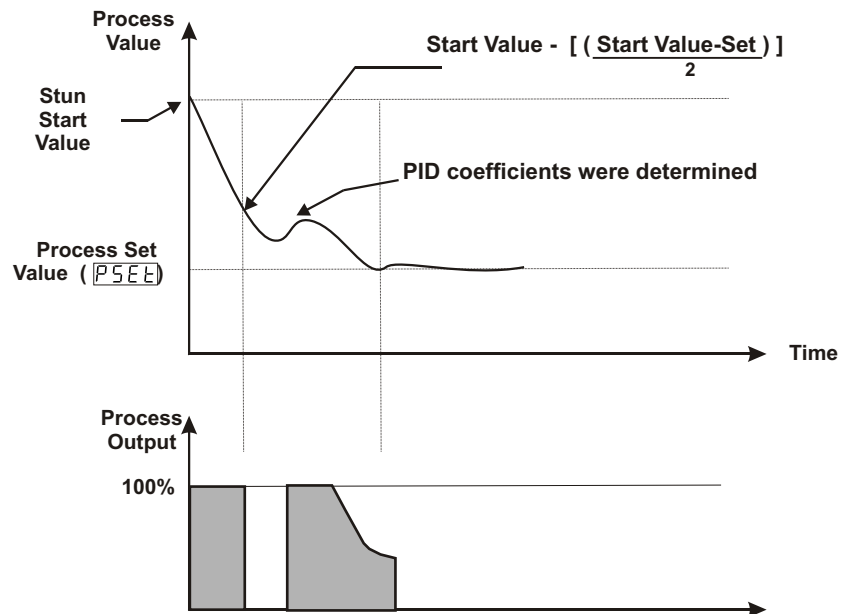 Process
Value
Start Value - [ ( Start Value-Set ) ]
2
Stun
Start
Value
PID coefficients were determined
Process Set
Value ( PSEt )
Time
Process
Output
100%